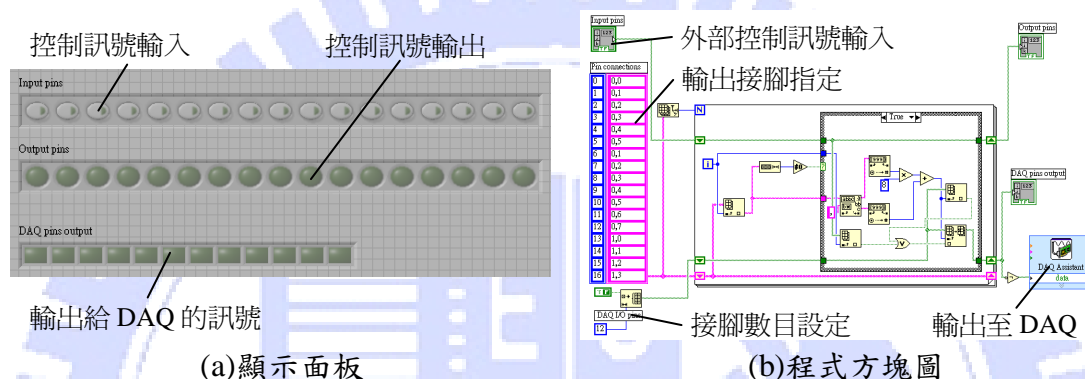 控制訊號輸入
控制訊號輸出
Input pins
Output pins
DAQ pins output
輸出給 DAQ 的訊號
(a)顯示面板
Input pins
外部控制訊號輸入
Output pins
Pin connections
輸出接腳指定
0 0,0
1 0,1
2 0,2
3 0,3
4 0,4
5 0,5
6 0,1
7 0,2
8 0,3
9 0,4
10 0,5
11 0,6
12 0,7
13 1,0
14 1,1
15 1,2
16 1,3
N
True
i
8
DAQ pins output
DAQ Assistant
data
DAQ I/O pins
12
接腳數目設定
輸出至 DAQ
(b)程式方塊圖